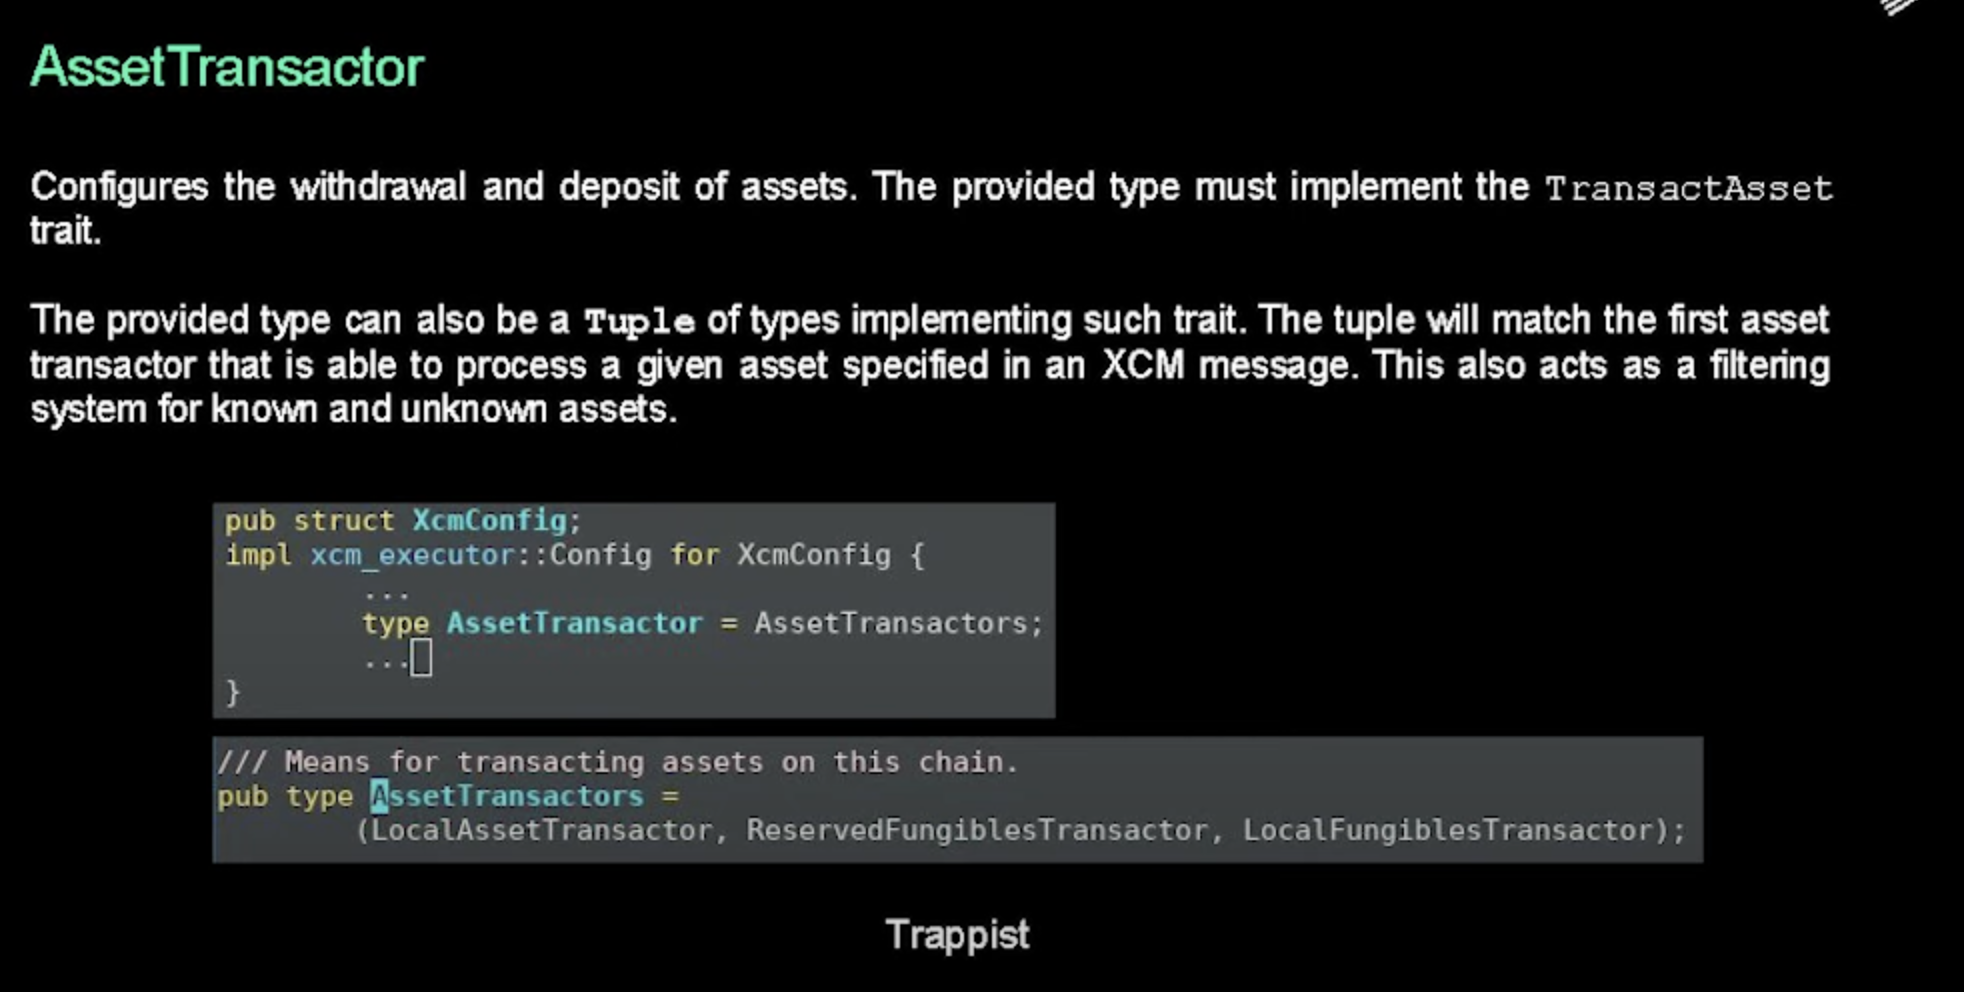 AssetTransactor
Configures the withdrawal and deposit of assets. The provided type must implement the TransactAsset
trait.
The provided type can also be a Tuple of types implementing such trait. The tuple will match the first asset
transactor that is able to process a given asset specified in an XCM message. This also acts as a filtering
system for known and unknown assets.
pub struct XcmConfig;
impl xcm_executor::Config for XcmConfig {
...
type AssetTransactor = AssetTransactors;
...
}
/// Means for transacting assets on this chain.
pub type AssetTransactors =
(LocalAssetTransactor, ReservedFungiblesTransactor, LocalFungiblesTransactor);
Trappist